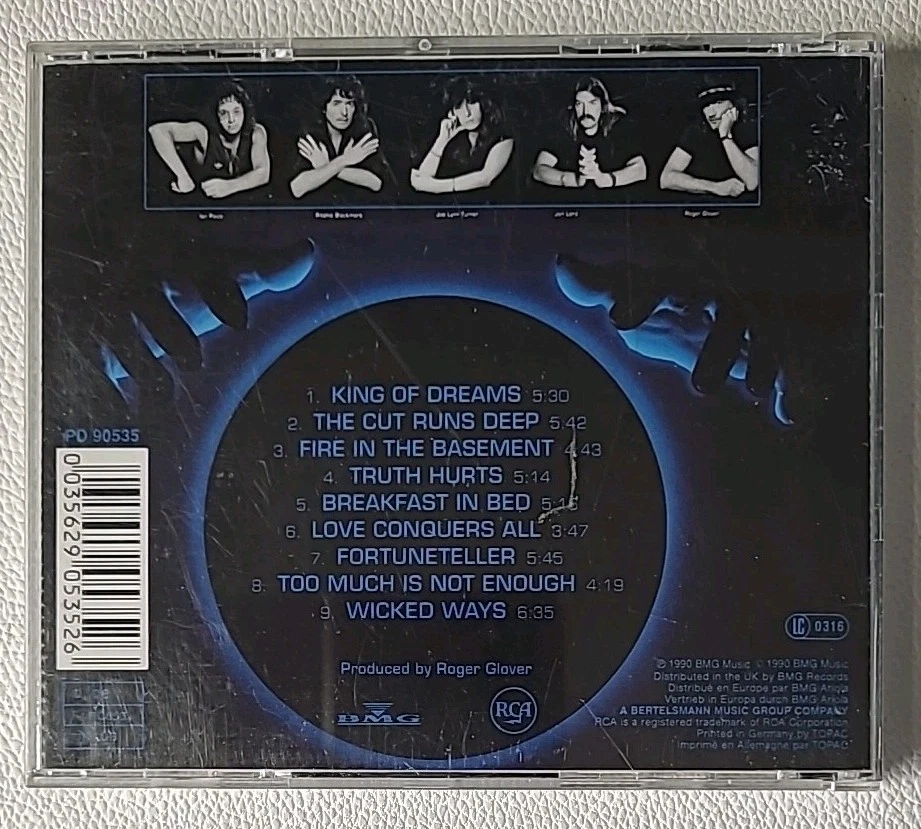 Ian Paice Ritchie Blackmore Joe Lynn Turner Jon Lord Roger Glover
1. KING OF DREAMS 5:30
2. THE CUT RUNS DEEP 5:42
3. FIRE IN THE BASEMENT 4:43
4. TRUTH HURTS 5:14
5. BREAKFAST IN BED
6. LOVE CONQUERS ALL 3:47
7. FORTUNETELLER 5:45
8. TOO MUCH IS NOT ENOUGH 4:19
9. WICKED WAYS 6:35
Produced by Roger Glover
BMG
RCA
PD 90535
0 035629 053526
LC 0316
℗ 1990 BMG Music © 1990 BMG Music
Distributed in the UK by BMG Records
Distribué en Europe par BMG Ariola
Vertrieb in Europa durch BMG Ariola
A BERTELSMANN MUSIC GROUP COMPANY
RCA is a registered trademark of RCA Corporation
Printed in Germany by TOPAC
Imprimé en Allemagne par TOPAC